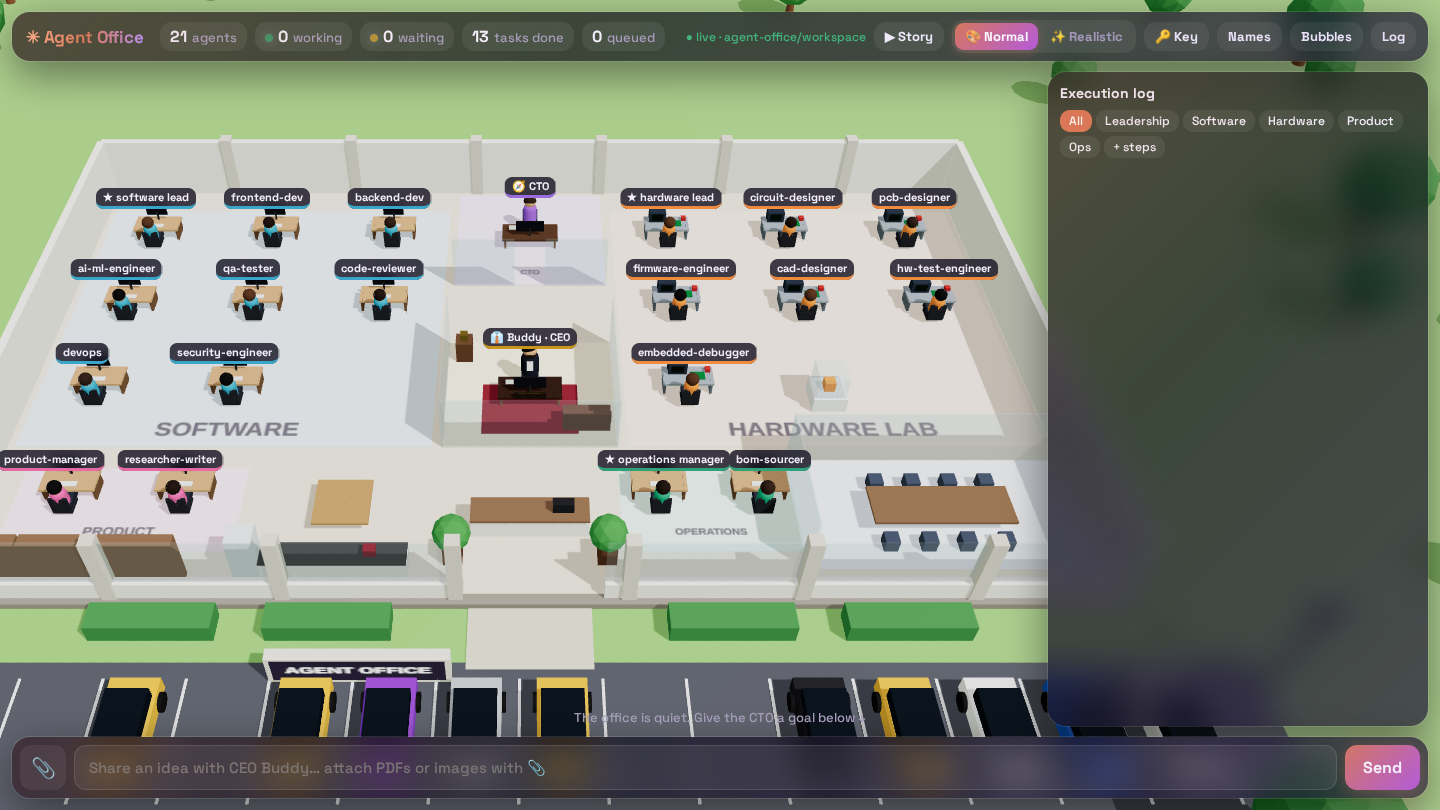 ✳ Agent Office 21 agents 0 working 0 waiting 13 tasks done 0 queued ● live · agent-office/workspace ▶ Story 🎨 Normal ✨ Realistic 🔑 Key Names Bubbles Log
Execution log
All Leadership Software Hardware Product
Ops + steps
🧭 CTO
★ software lead frontend-dev backend-dev ★ hardware lead circuit-designer pcb-designer
ai-ml-engineer qa-tester code-reviewer firmware-engineer cad-designer hw-test-engineer
CTO
👔 Buddy · CEO
devops security-engineer embedded-debugger
SOFTWARE HARDWARE LAB
product-manager researcher-writer ★ operations manager bom-sourcer
PRODUCT OPERATIONS
AGENT OFFICE
The office is quiet. Give the CTO a goal below
📎 Share an idea with CEO Buddy… attach PDFs or images with 📎 Send